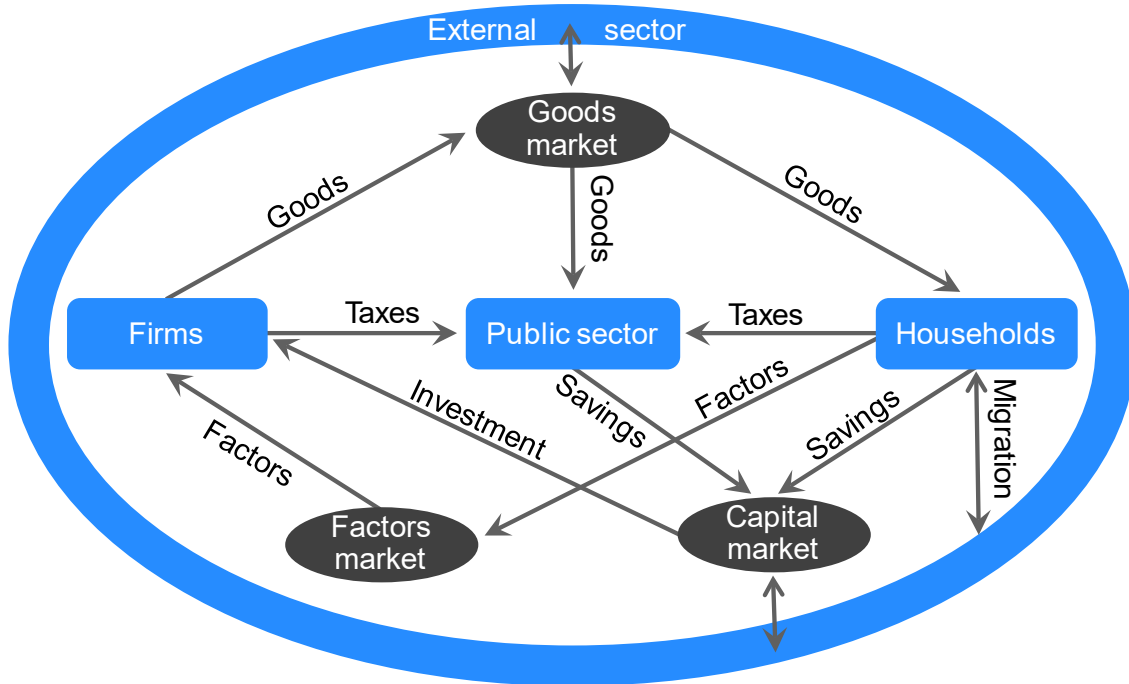 External sector
Goods
market
Goods
Goods
Goods
Firms
Taxes
Public sector
Taxes
Households
Factors
Investment
Savings
Factors
Savings
Migration
Factors
market
Capital
market